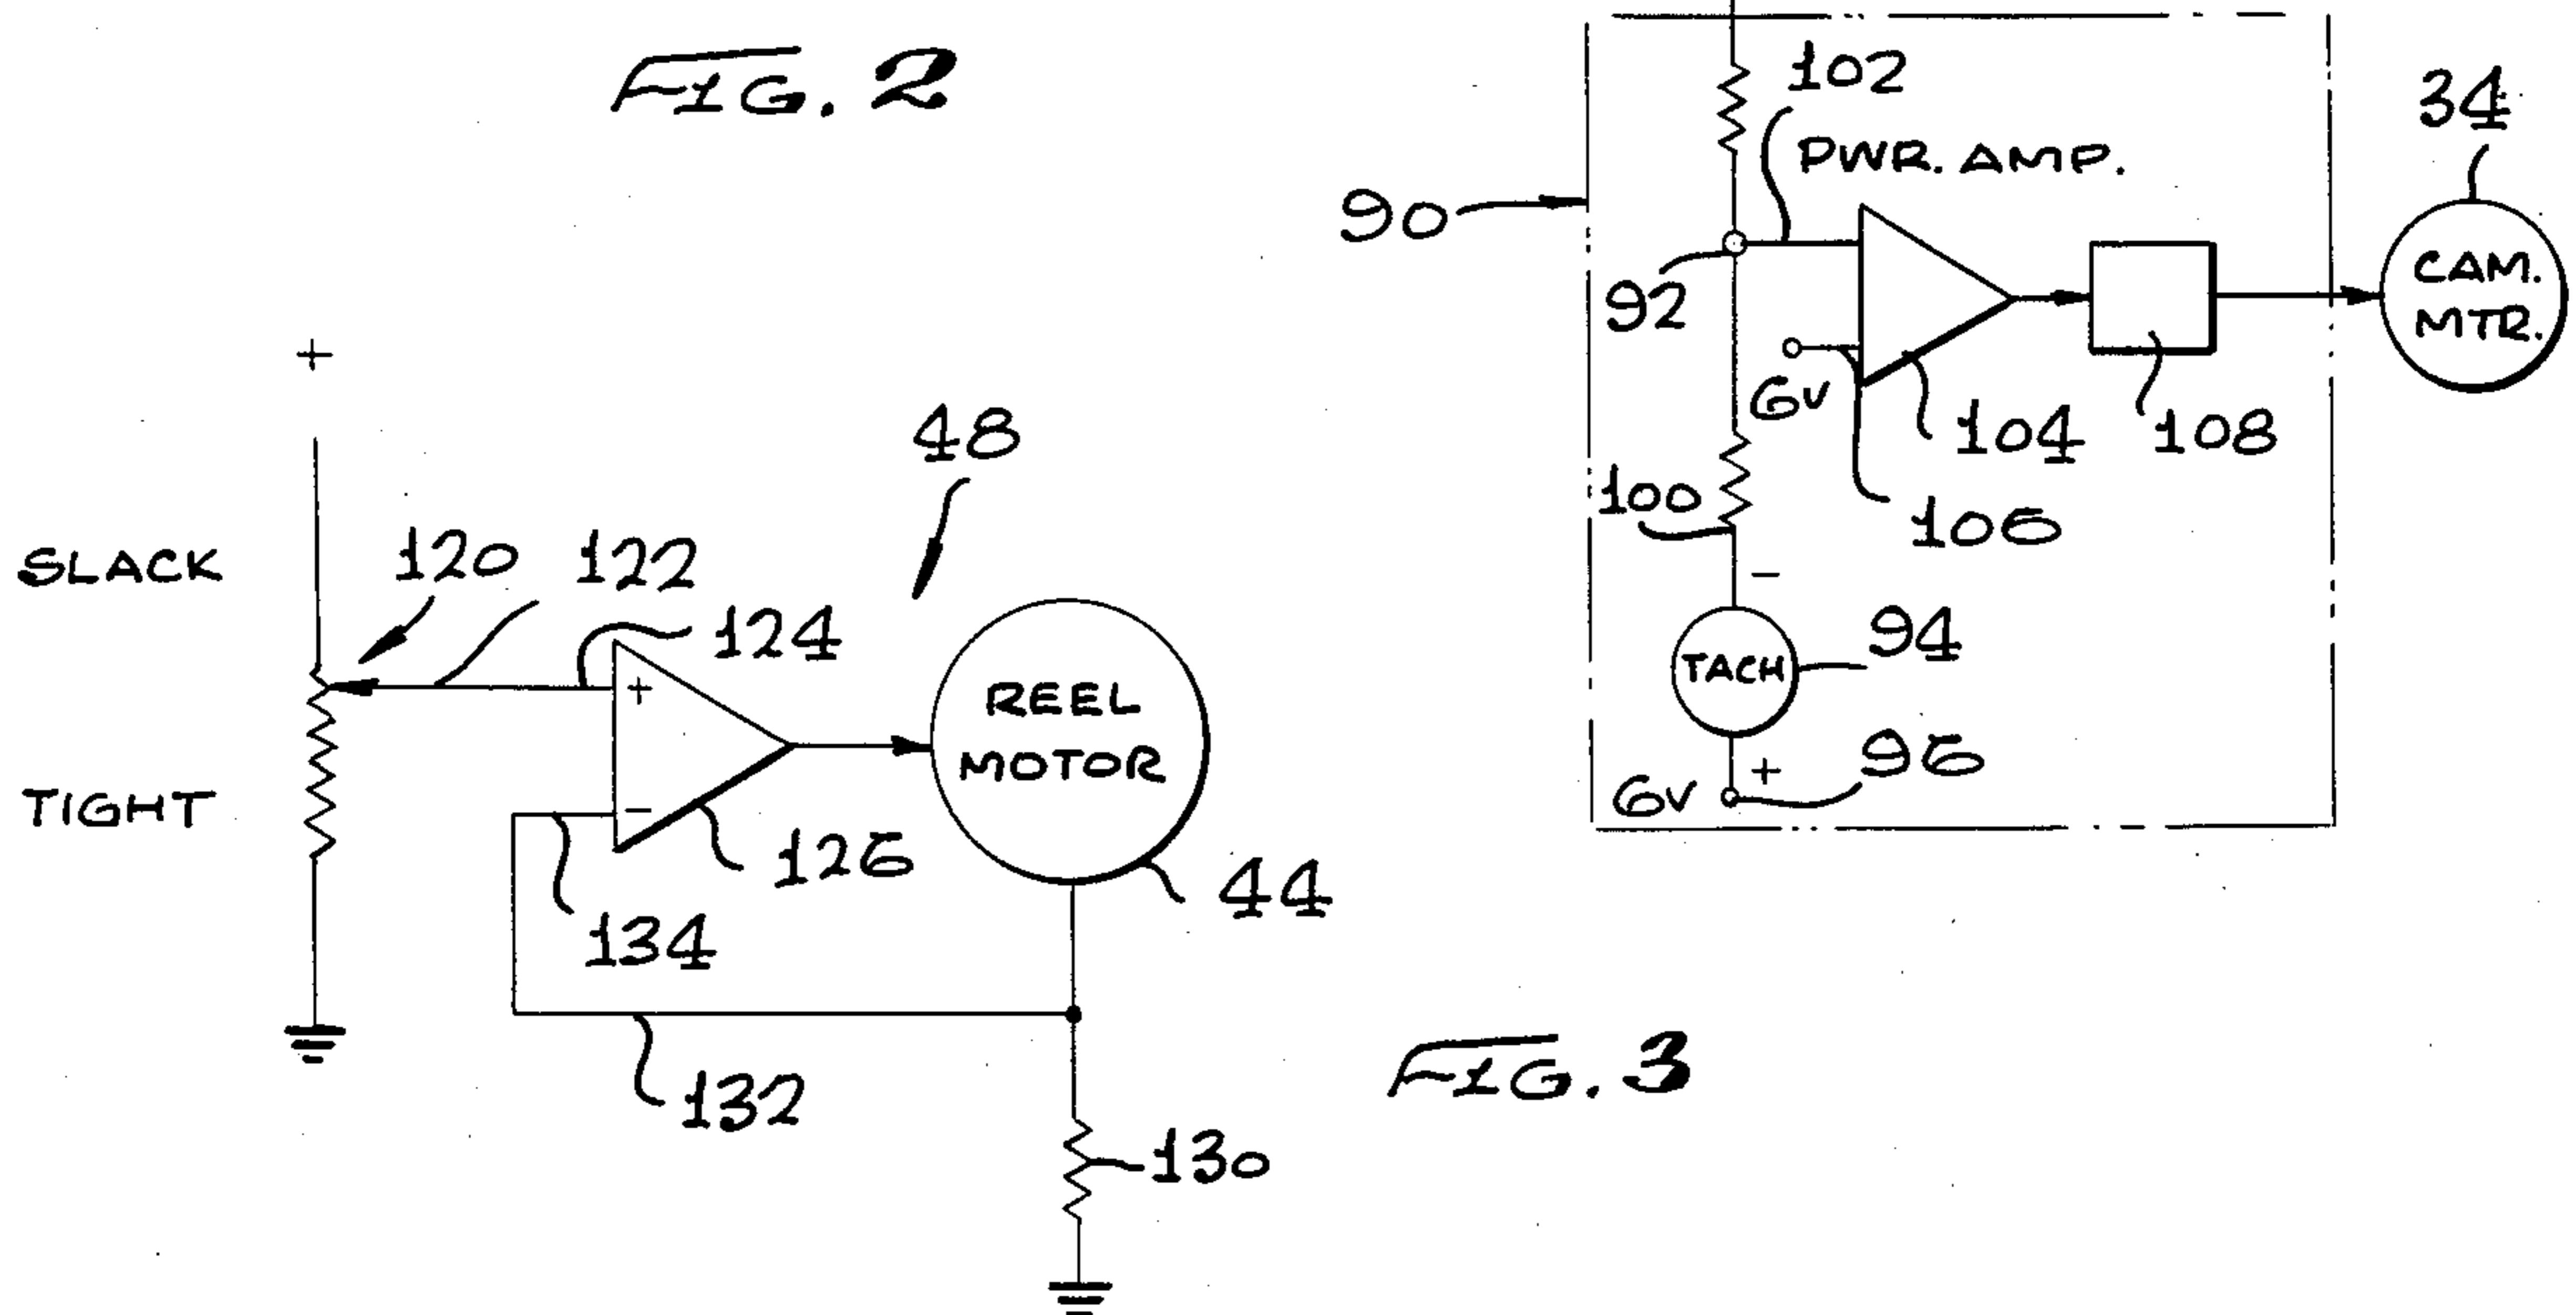 FIG. 2
102
34
PWR. AMP.
90
CAM.
MTR.
92
6V
+
48
104
108
100
106
SLACK
120
122
124
+
−
TACH
94
REEL
MOTOR
TIGHT
−
126
+
96
6V
44
134
132
FIG. 3
130